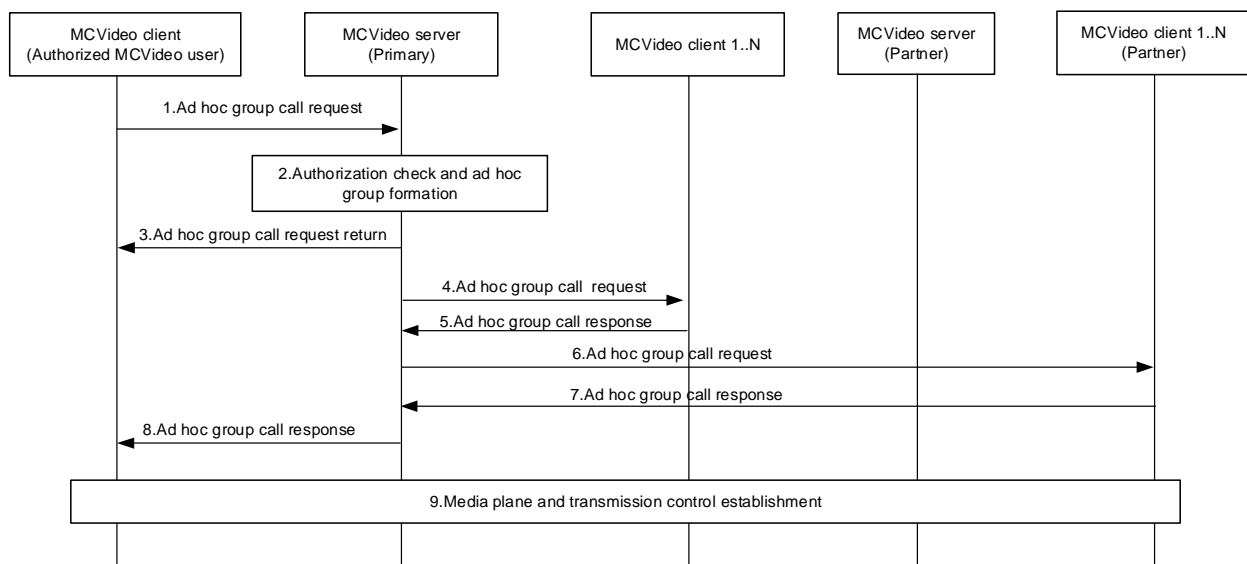 MCVideo client
(Authorized MCVideo user)
MCVideo server
(Primary)
MCVideo client 1..N
MCVideo server
(Partner)
MCVideo client 1..N
(Partner)
1.Ad hoc group call request
2.Authorization check and ad hoc
group formation
3.Ad hoc group call request return
4.Ad hoc group call request
5.Ad hoc group call response
6.Ad hoc group call request
7.Ad hoc group call response
8.Ad hoc group call response
9.Media plane and transmission control establishment